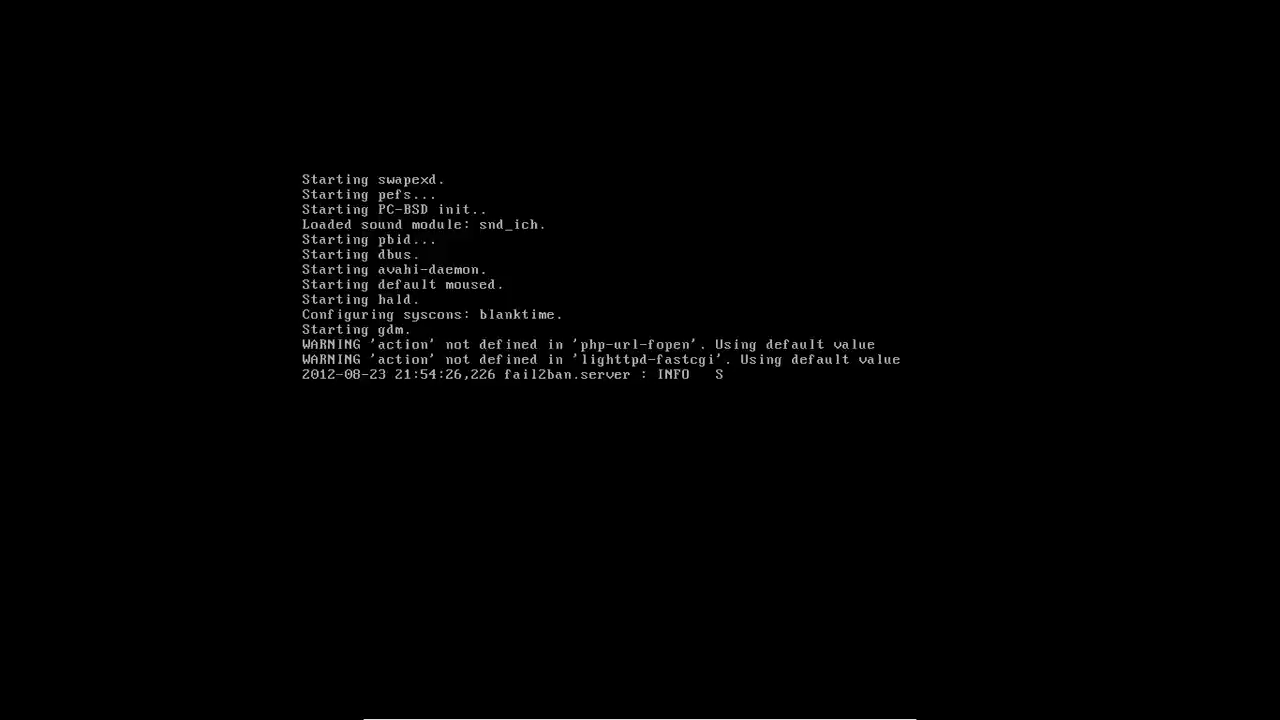 Starting swapexd.
Starting pefs...
Starting PC-BSD init..
Loaded sound module: snd_ich.
Starting pbid...
Starting dbus.
Starting avahi-daemon.
Starting default moused.
Starting hald.
Configuring syscons: blanktime.
Starting gdm.
WARNING 'action' not defined in 'php-url-fopen'. Using default value
WARNING 'action' not defined in 'lighttpd-fastcgi'. Using default value
2012-08-23 21:54:26,226 fail2ban.server : INFO   S